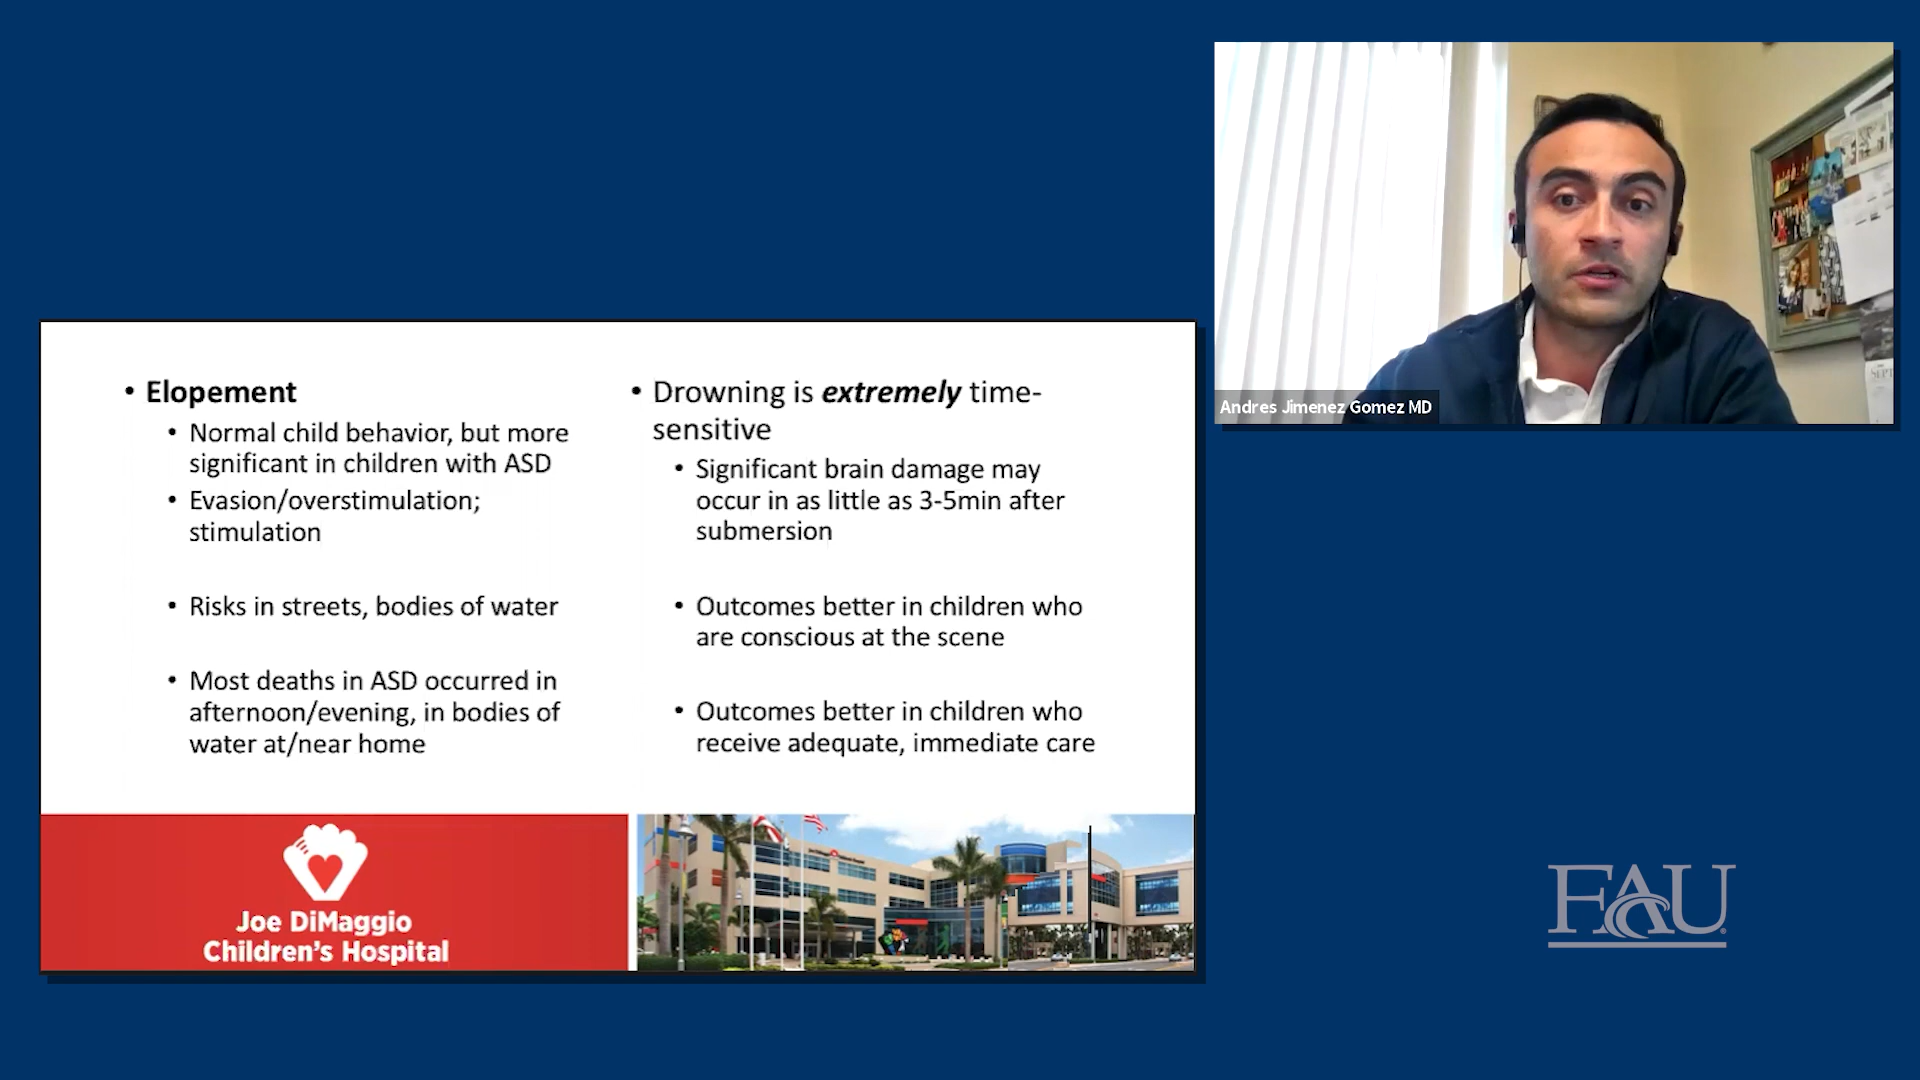 • Elopement
• Normal child behavior, but more
significant in children with ASD
• Evasion/overstimulation;
stimulation
• Risks in streets, bodies of water
• Most deaths in ASD occurred in
afternoon/evening, in bodies of
water at/near home
• Drowning is extremely time-
sensitive
• Significant brain damage may
occur in as little as 3-5min after
submersion
• Outcomes better in children who
are conscious at the scene
• Outcomes better in children who
receive adequate, immediate care
Joe DiMaggio
Children's Hospital
Andres Jimenez Gomez MD
FAU